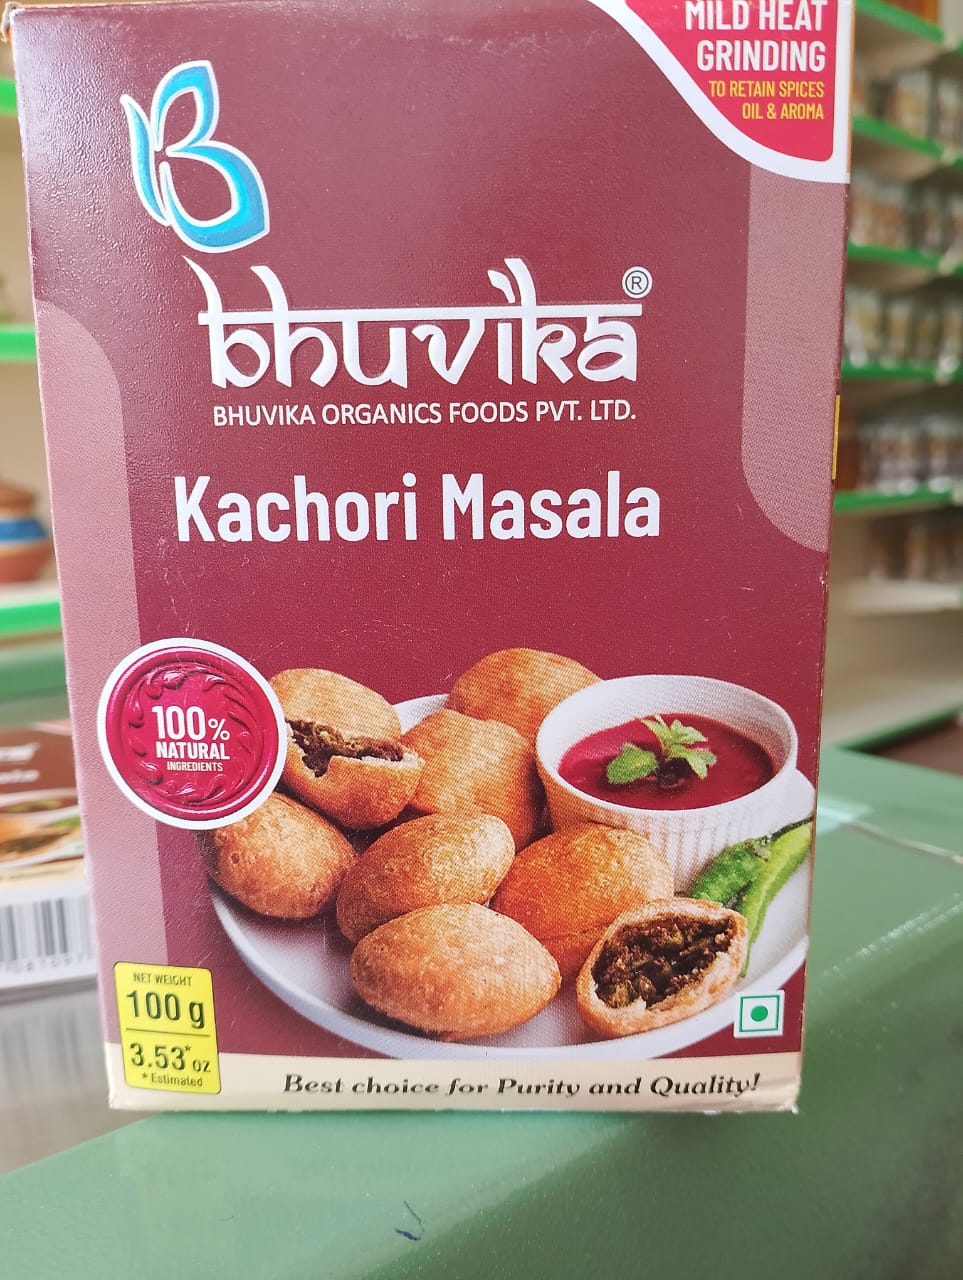 MILD HEAT
GRINDING
TO RETAIN SPICES
OIL & AROMA
bhuvika ®
BHUVIKA ORGANICS FOODS PVT. LTD.
Kachori Masala
100%
NATURAL
INGREDIENTS
NET WEIGHT
100 g
3.53* oz
* Estimated
Best choice for Purity and Quality!